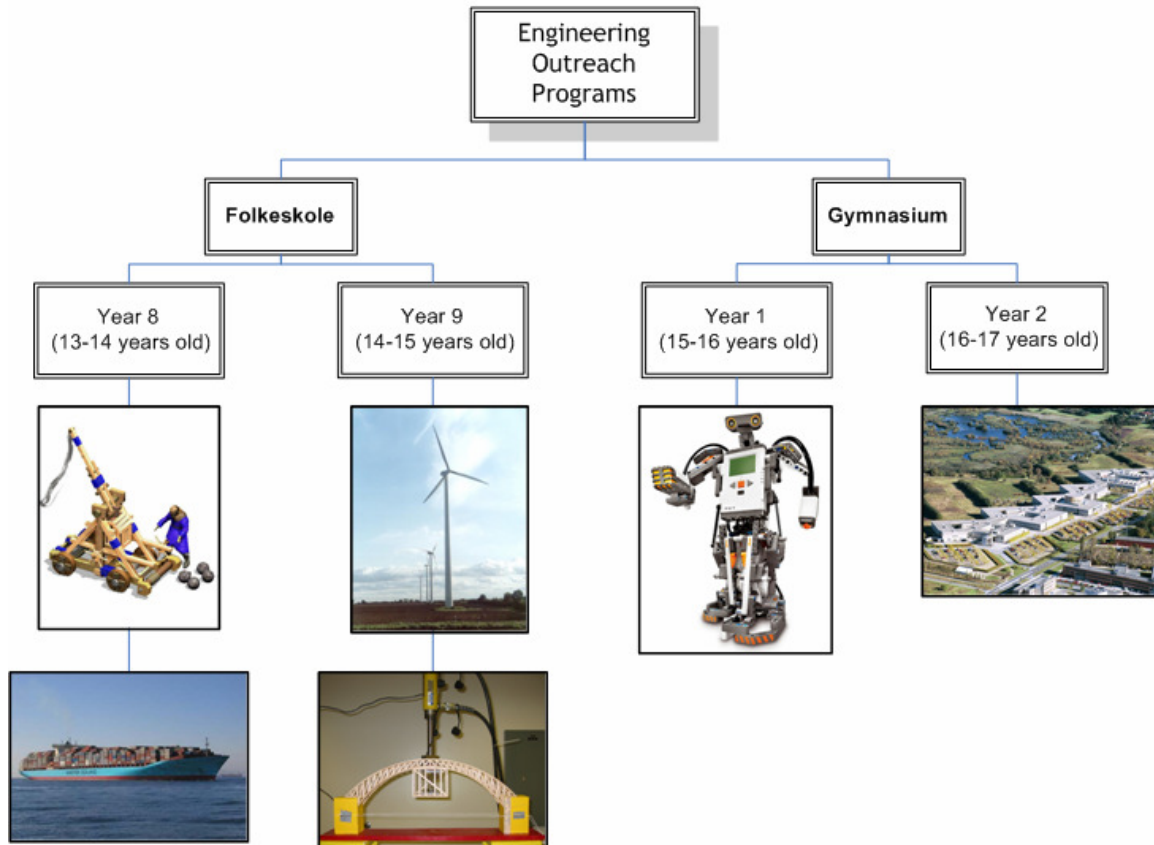 Engineering
Outreach
Programs
Folkeskole
Gymnasium
Year 8
(13-14 years old)
Year 9
(14-15 years old)
Year 1
(15-16 years old)
Year 2
(16-17 years old)